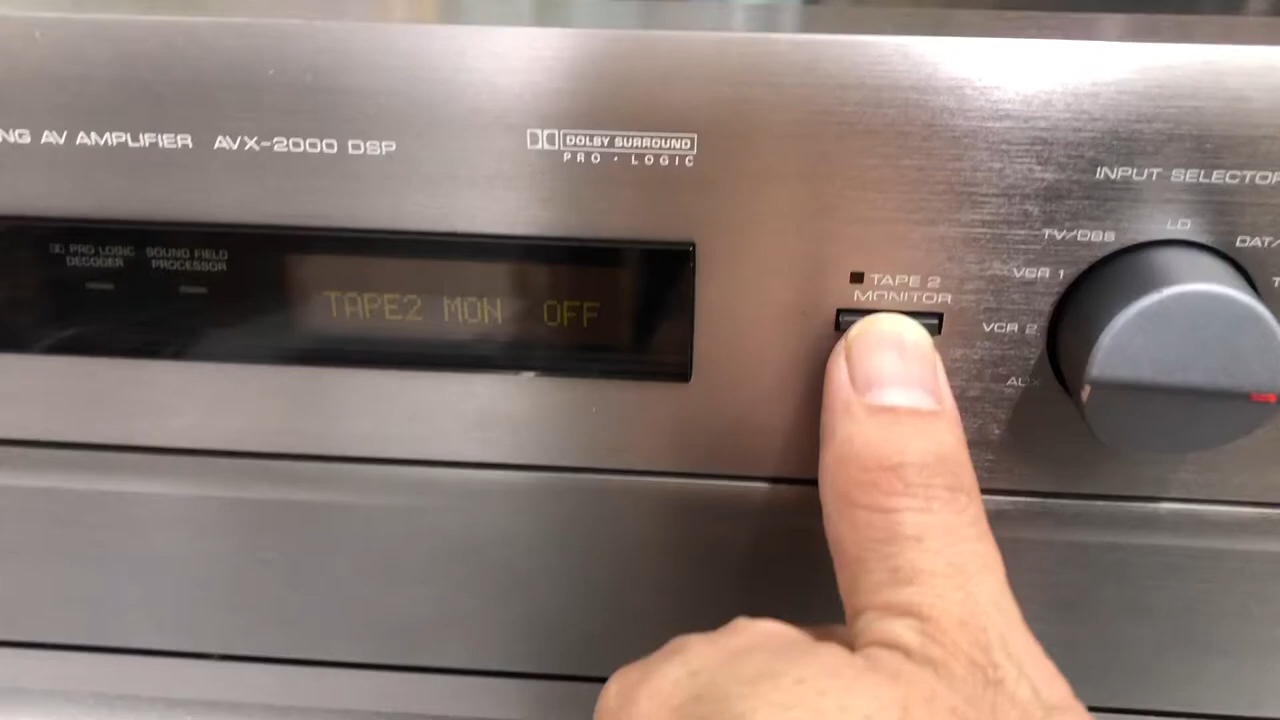 NG AV AMPLIFIER AVX-2000 DSP
DOLBY SURROUND
PRO · LOGIC
INPUT SELECTOR
TV/DBS
LD
DAT/
VCR 1
VCR 2
AUX
PRO LOGIC DECODER
SOUND FIELD PROCESSOR
TAPE2 MON OFF
TAPE 2
MONITOR